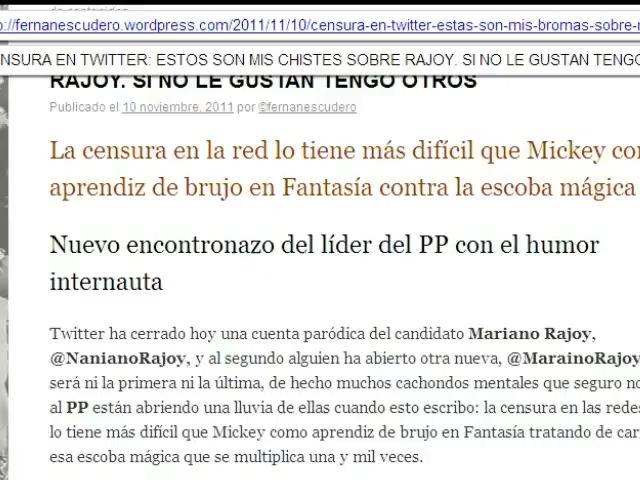 ://fernanescudero.wordpress.com/2011/11/10/censura-en-twitter-estas-son-mis-bromas-sobre-
NSURA EN TWITTER: ESTOS SON MIS CHISTES SOBRE RAJOY. SI NO LE GUSTAN TENGO
RAJOY. SI NO LE GUSTAN TENGO OTROS
Publicado el 10 noviembre, 2011 por ©fernanescudero
La censura en la red lo tiene más difícil que Mickey co
aprendiz de brujo en Fantasía contra la escoba mágica
Nuevo encontronazo del líder del PP con el humor
internauta
Twitter ha cerrado hoy una cuenta paródica del candidato Mariano Rajoy,
@NanianoRajoy, y al segundo alguien ha abierto otra nueva, @MarainoRajoy
será ni la primera ni la última, de hecho muchos cachondos mentales que seguro no
al PP están abriendo una lluvia de ellas cuando esto escribo: la censura en las redes
lo tiene más difícil que Mickey como aprendiz de brujo en Fantasía tratando de car
esa escoba mágica que se multiplica una y mil veces.